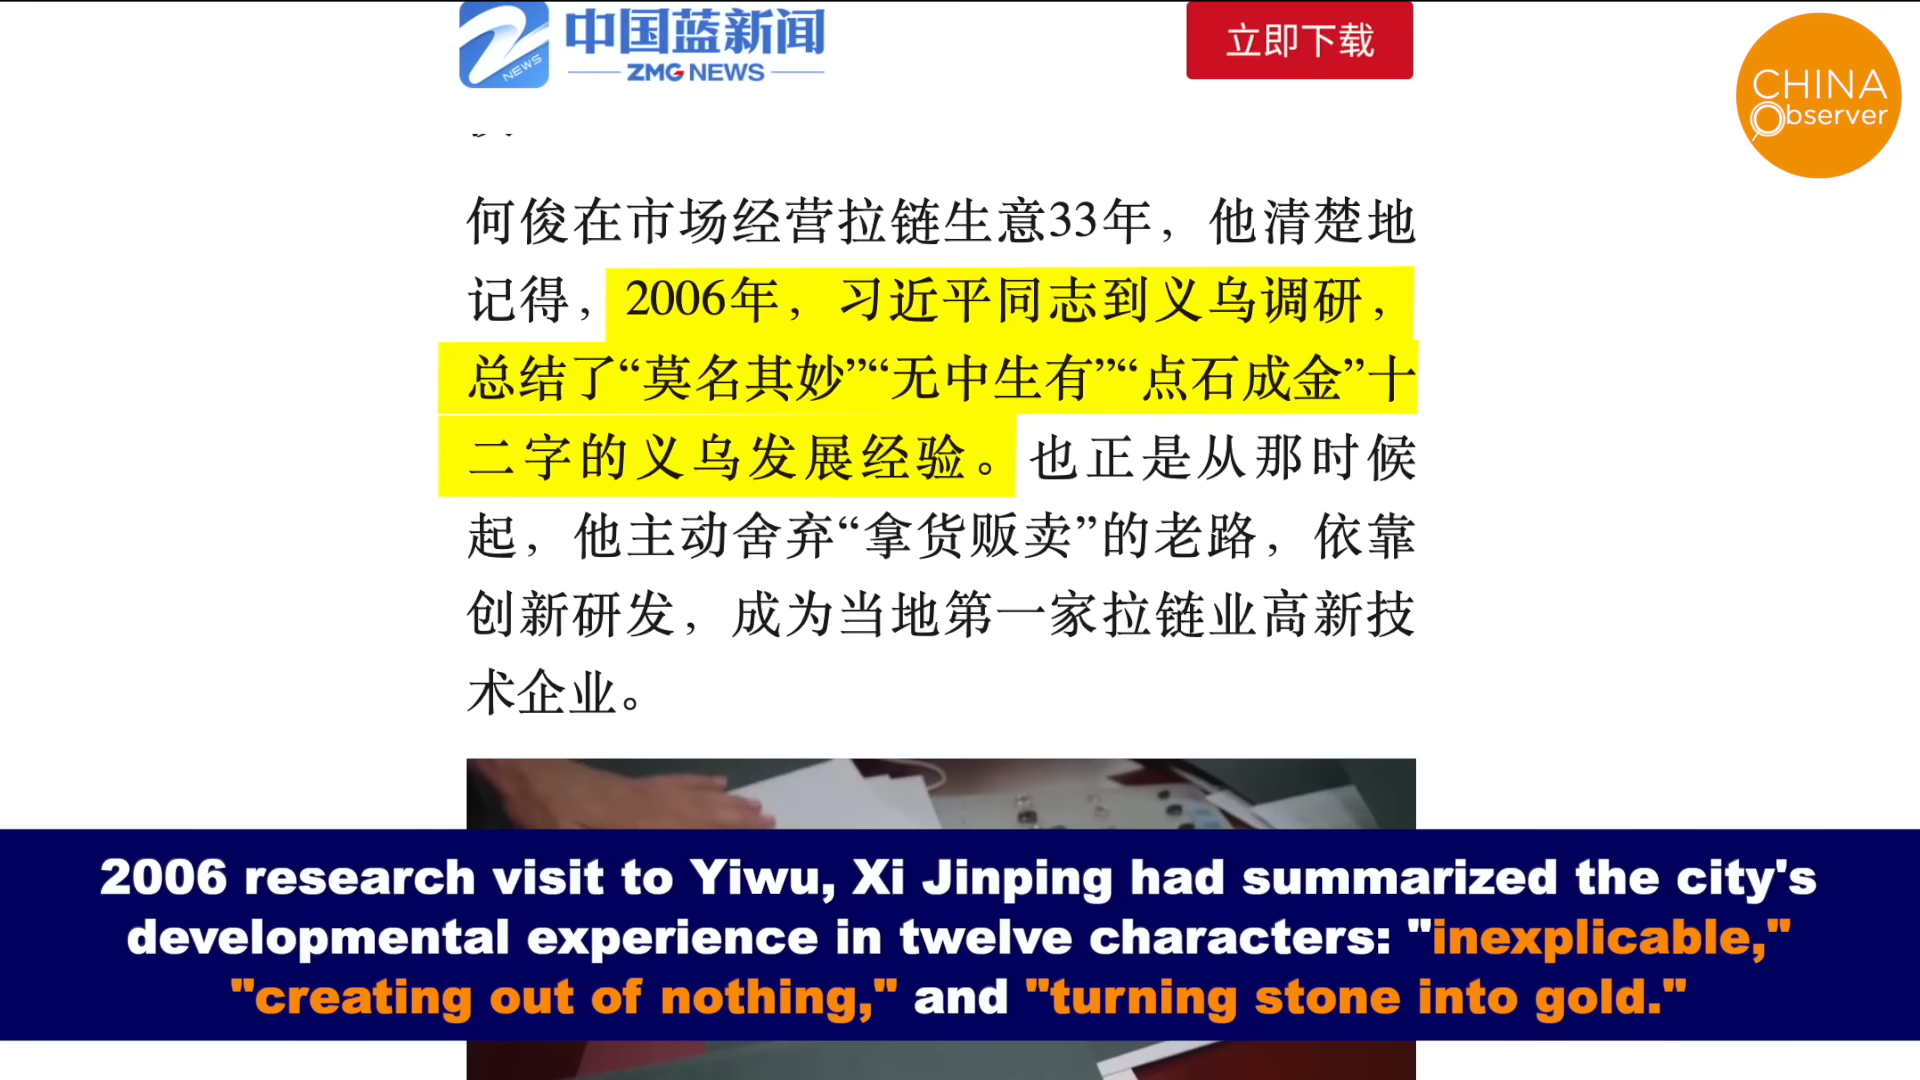 中国蓝新闻
ZMG NEWS
NEWS
立即下载
CHINA
Observer
何俊在市场经营拉链生意33年，他清楚地
记得，2006年，习近平同志到义乌调研，
总结了“莫名其妙”“无中生有”“点石成金”十
二字的义乌发展经验。也正是从那时候
起，他主动舍弃“拿货贩卖”的老路，依靠
创新研发，成为当地第一家拉链业高新技
术企业。
2006 research visit to Yiwu, Xi Jinping had summarized the city's
developmental experience in twelve characters: "inexplicable,"
"creating out of nothing," and "turning stone into gold."